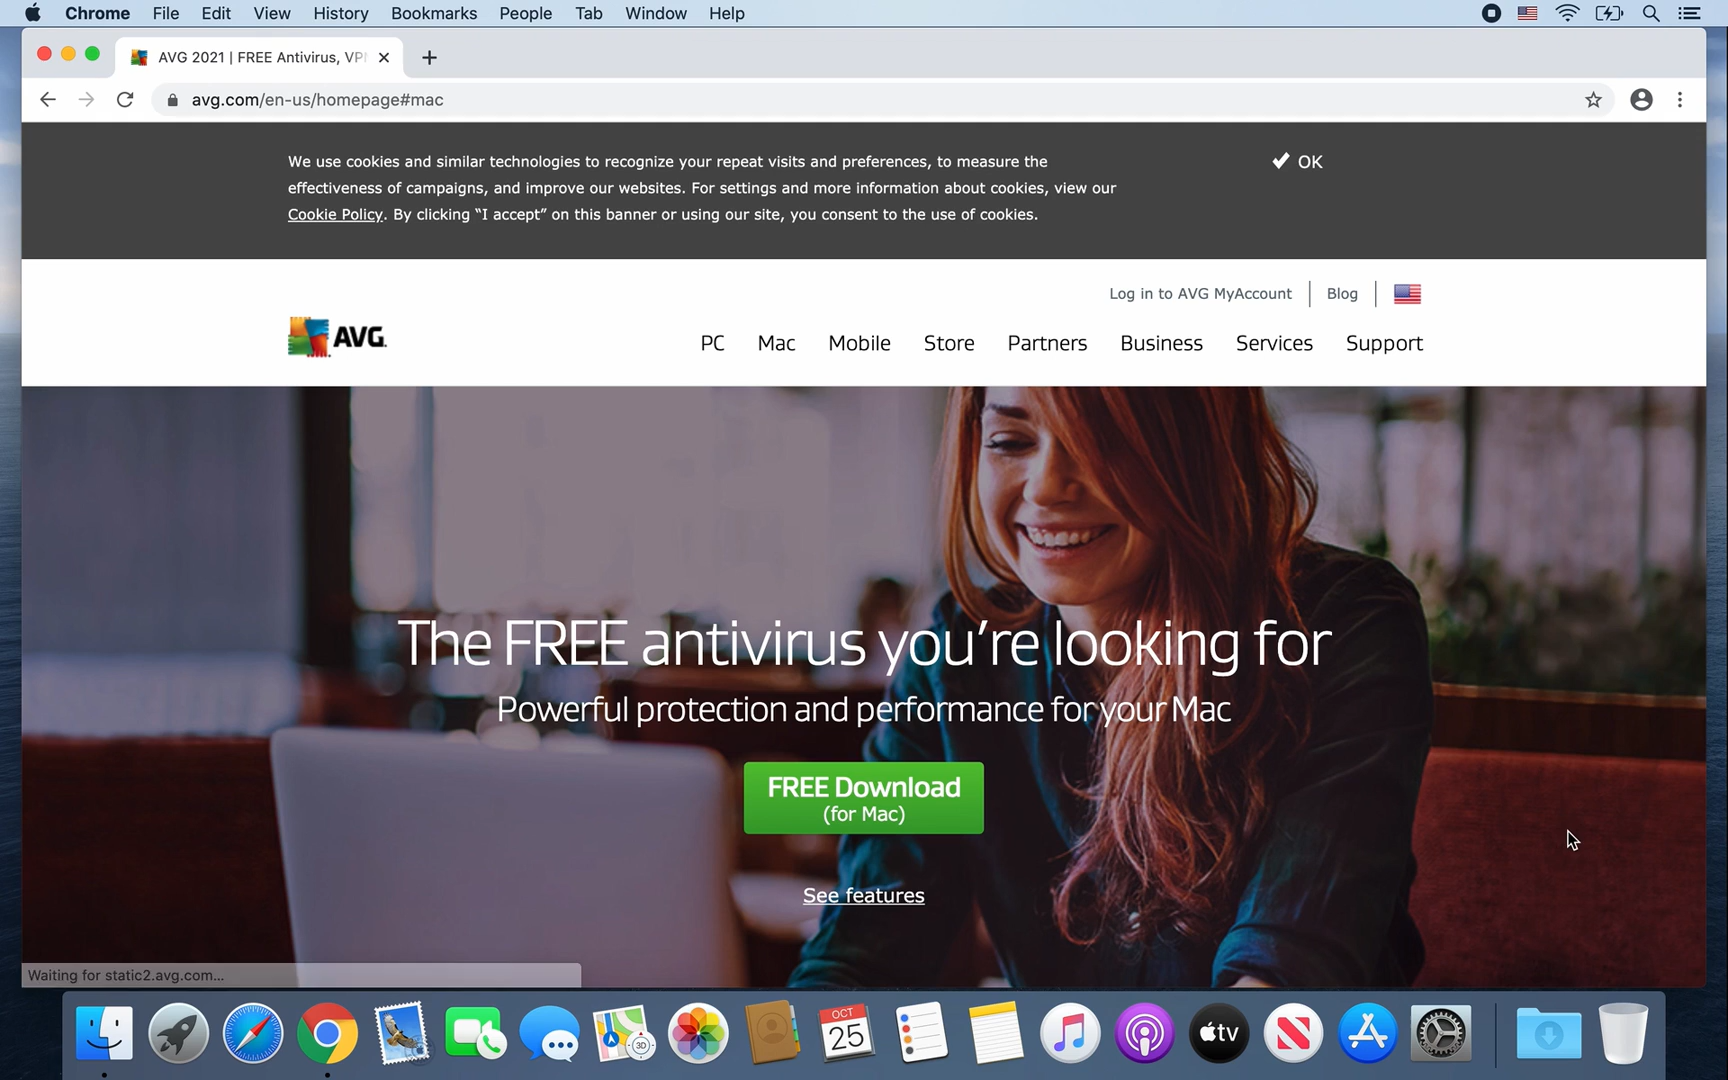 Chrome File Edit View History Bookmarks People Tab Window Help
AVG 2021 | FREE Antivirus, VP
avg.com/en-us/homepage#mac
We use cookies and similar technologies to recognize your repeat visits and preferences, to measure the
effectiveness of campaigns, and improve our websites. For settings and more information about cookies, view our
Cookie Policy. By clicking “I accept” on this banner or using our site, you consent to the use of cookies.
OK
Log in to AVG MyAccount Blog
AVG.
PC Mac Mobile Store Partners Business Services Support
The FREE antivirus you’re looking for
Powerful protection and performance for your Mac
FREE Download
(for Mac)
See features
Waiting for static2.avg.com...
3D
OCT
25
tv